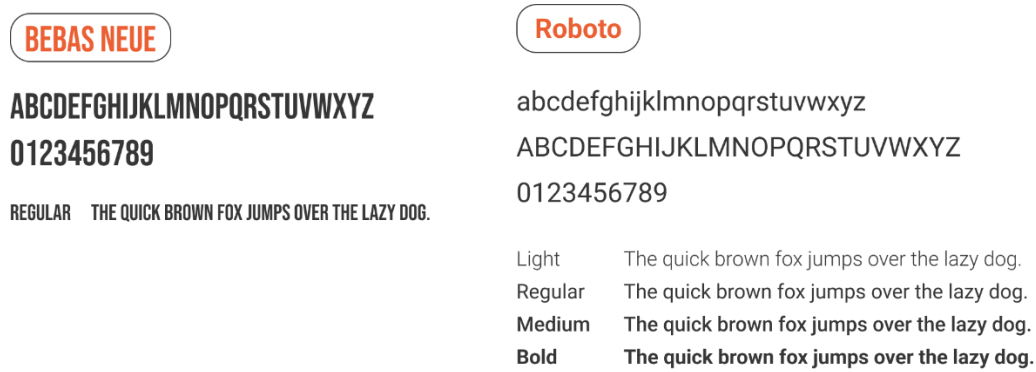 BEBAS NEUE
ABCDEFGHIJKLMNOPQRSTUVWXYZ
0123456789
REGULAR THE QUICK BROWN FOX JUMPS OVER THE LAZY DOG.
Roboto
abcdefghijklmnopqrstuvwxyz
ABCDEFGHIJKLMNOPQRSTUVWXYZ
0123456789
Light The quick brown fox jumps over the lazy dog.
Regular The quick brown fox jumps over the lazy dog.
Medium The quick brown fox jumps over the lazy dog.
Bold The quick brown fox jumps over the lazy dog.